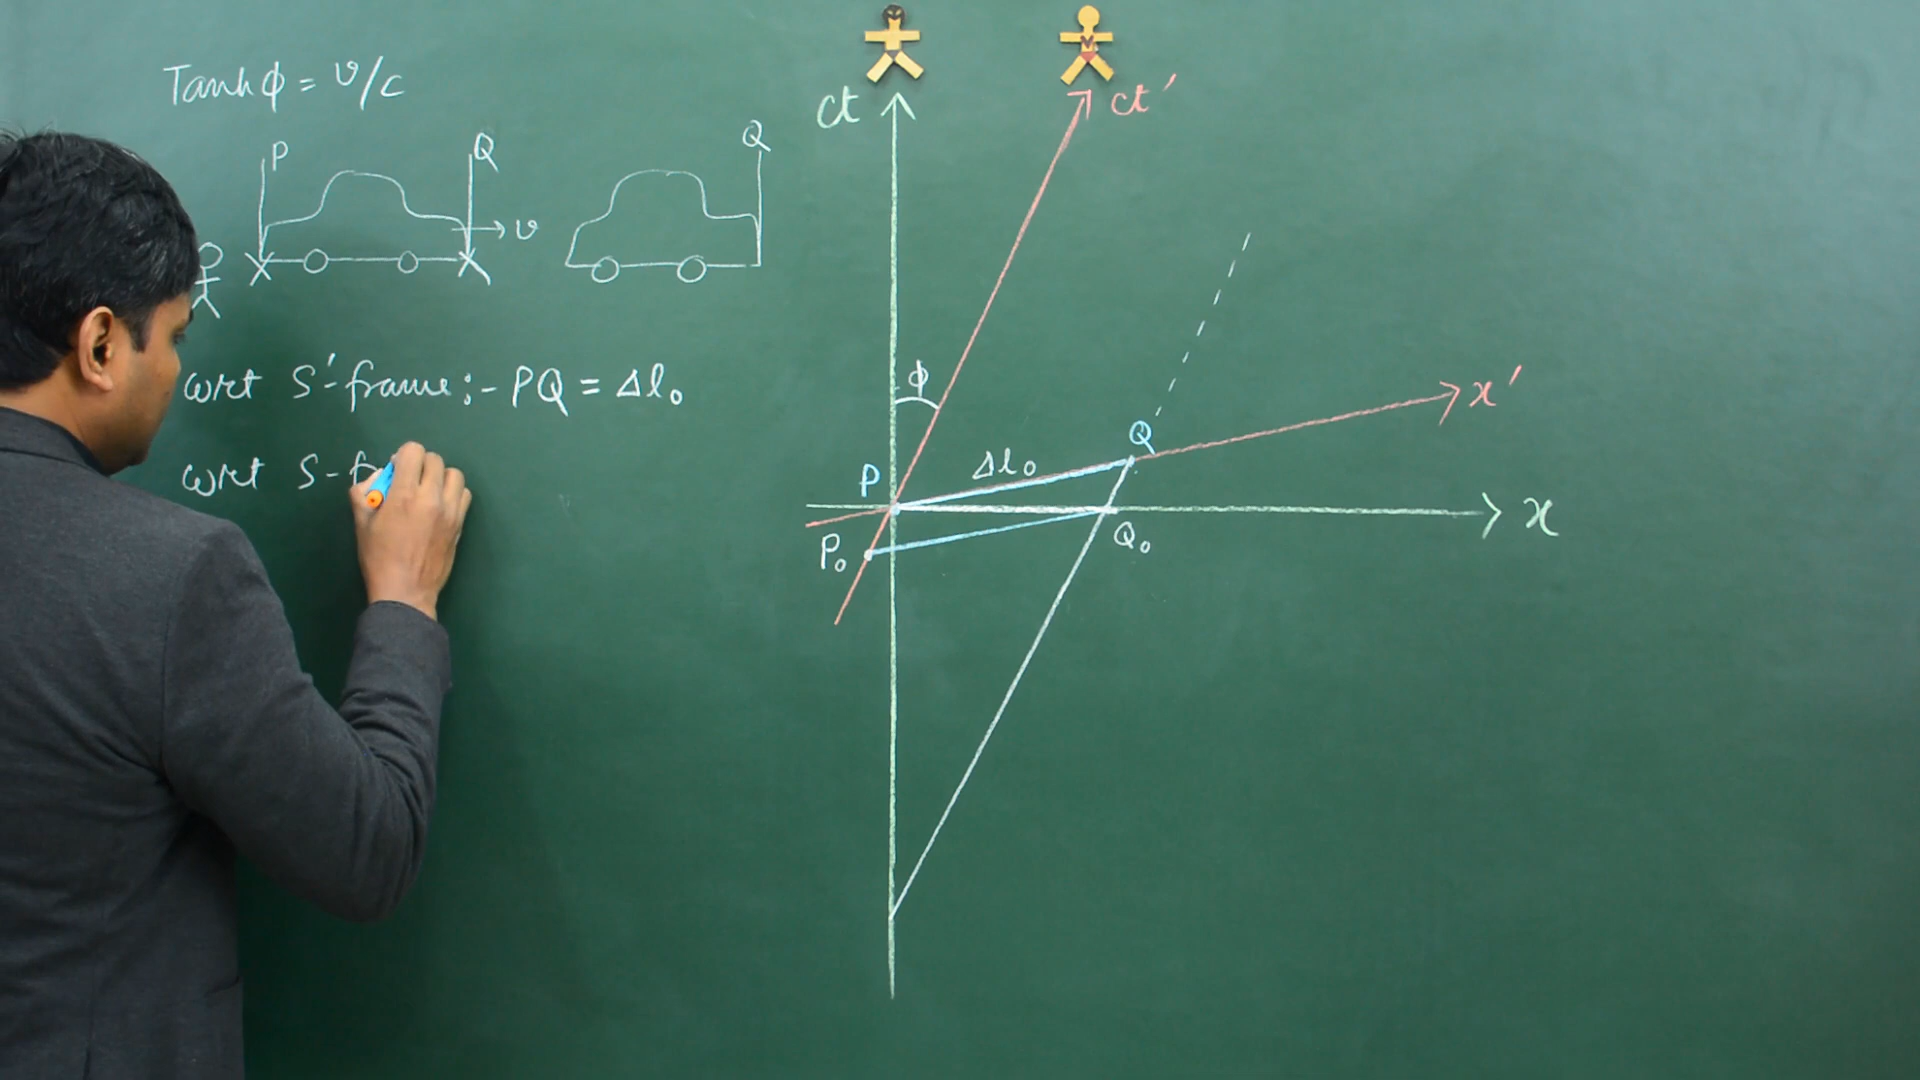 Tanh ϕ = v/c
P
Q
v
Q
wrt S'-frame :- PQ = Δl₀
wrt S-
ct
ct'
ϕ
x'
Q
Δl₀
P
x
P₀
Q₀